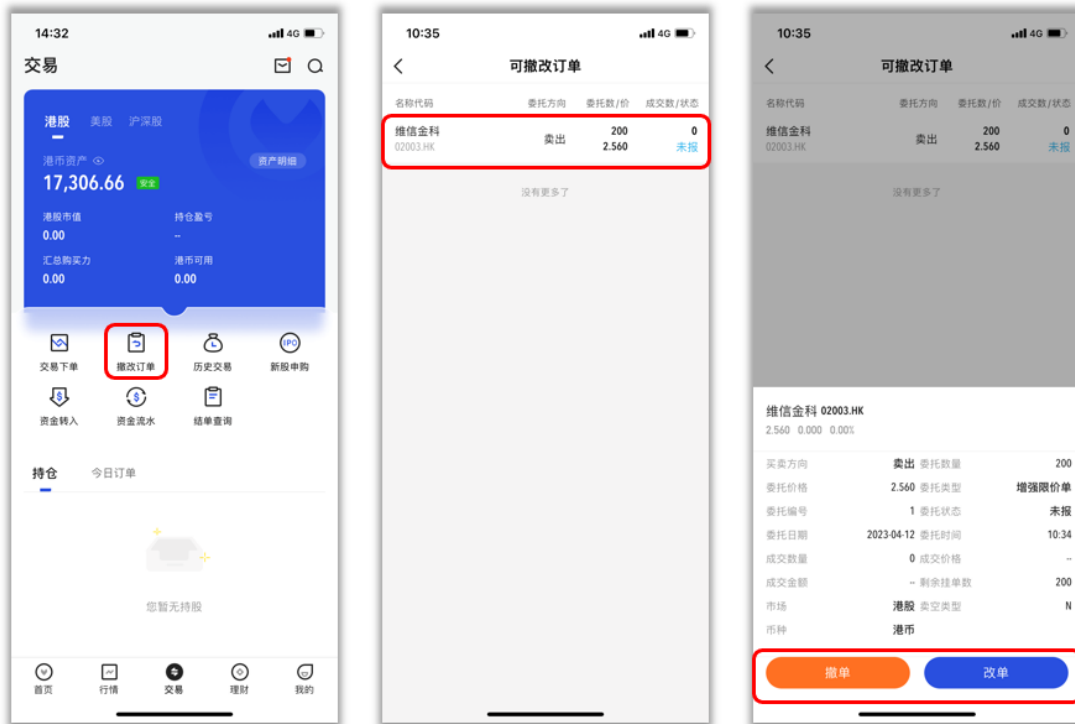 14:32
4G
交易
港股 美股 沪深股
港币资产
资产明细
17,306.66 安全
港股市值 持仓盈亏
0.00 --
汇总购买力 港币可用
0.00 0.00
交易下单 撤改订单 历史交易 新股申购
IPO
资金转入 资金流水 结单查询
持仓 今日订单
您暂无持股
首页 行情 交易 理财 我的
10:35
4G
可撤改订单
名称代码 委托方向 委托数/价 成交数/状态
维信金科 卖出 200 0
02003.HK 2.560 未报
没有更多了
10:35
4G
可撤改订单
名称代码 委托方向 委托数/价 成交数/状态
维信金科 卖出 200 0
02003.HK 2.560 未报
没有更多了
维信金科 02003.HK
2.560 0.000 0.00%
买卖方向 卖出 委托数量 200
委托价格 2.560 委托类型 增强限价单
委托编号 1 委托状态 未报
委托日期 2023-04-12 委托时间 10:34
成交数量 0 成交价格 --
成交金额 -- 剩余挂单数 200
市场 港股 卖空类型 N
币种 港币
撤单 改单